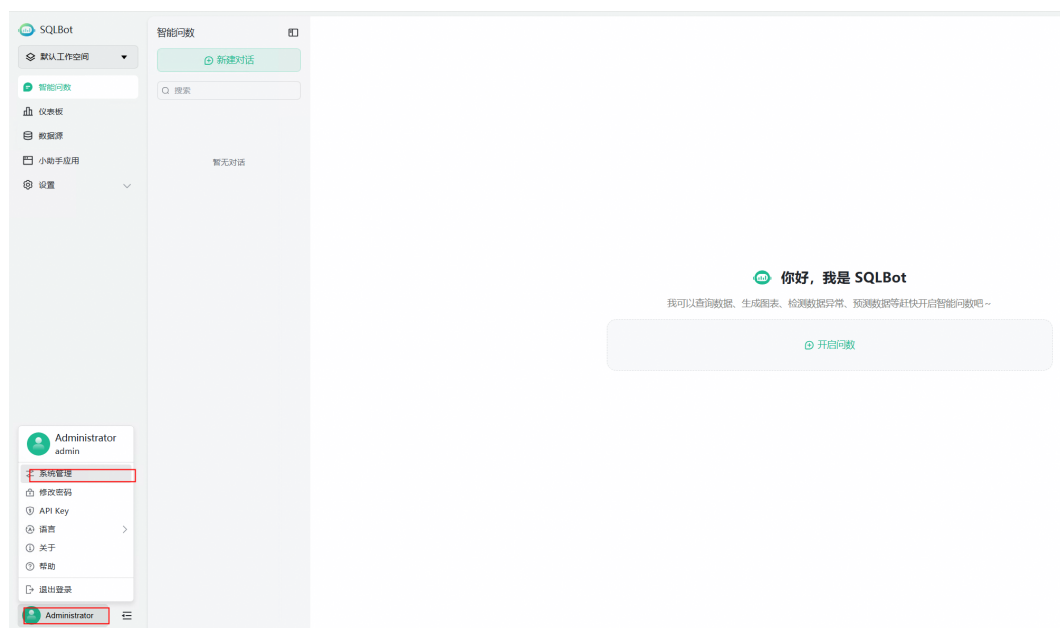 SQLBot
默认工作空间
智能问数
仪表板
数据源
小助手应用
设置
智能问数
新建对话
搜索
暂无对话
你好，我是 SQLBot
我可以查询数据、生成图表、检测数据异常、预测数据等赶快开启智能问数吧～
开启问数
Administrator
admin
系统管理
修改密码
API Key
语言
关于
帮助
退出登录
Administrator